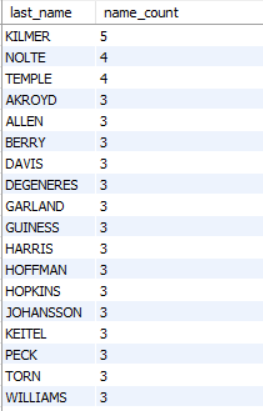 last_name name_count
KILMER 5
NOLTE 4
TEMPLE 4
AKROYD 3
ALLEN 3
BERRY 3
DAVIS 3
DEGENERES 3
GARLAND 3
GUINESS 3
HARRIS 3
HOFFMAN 3
HOPKINS 3
JOHANSSON 3
KEITEL 3
PECK 3
TORN 3
WILLIAMS 3